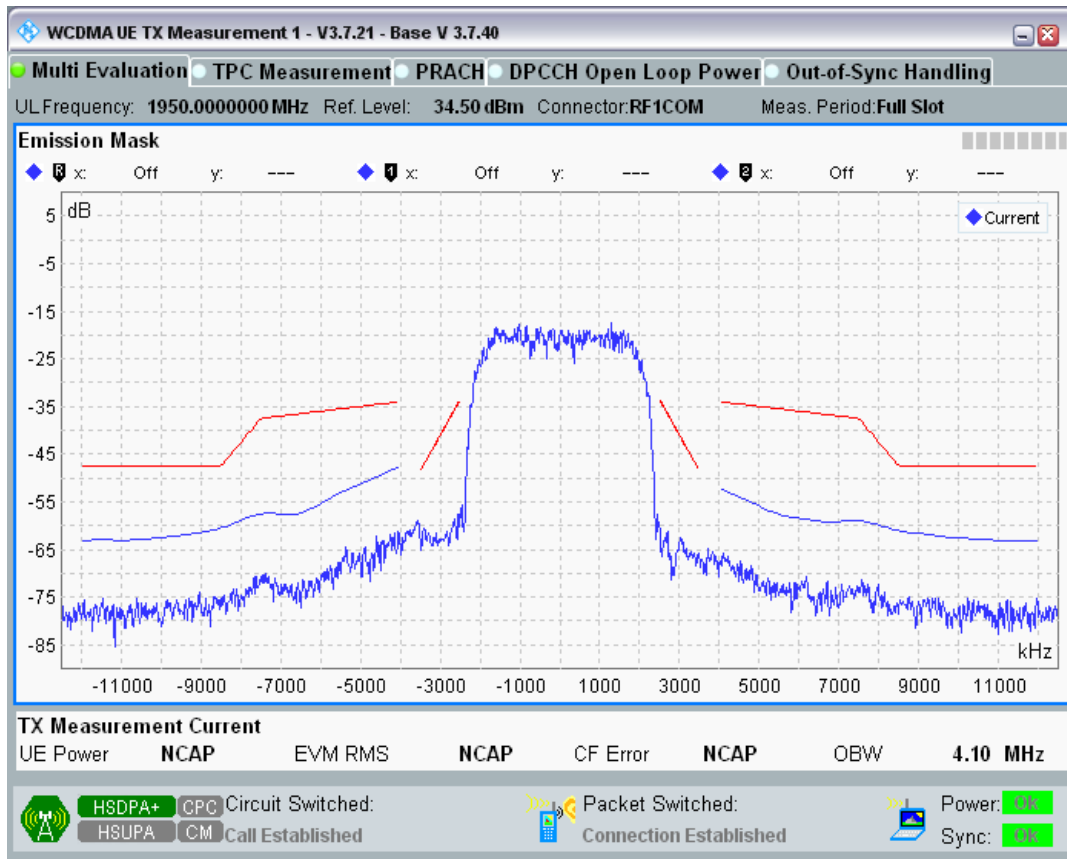 WCDMA UE TX Measurement 1 - V3.7.21 - Base V 3.7.40
Multi Evaluation TPC Measurement PRACH DPCCH Open Loop Power Out-of-Sync Handling
UL Frequency: 1950.0000000 MHz Ref. Level: 34.50 dBm Connector: RF1COM Meas. Period: Full Slot
Emission Mask
R x: Off y: --- 1 x: Off y: --- 2 x: Off y: ---
dB
Current
5
-5
-15
-25
-35
-45
-55
-65
-75
-85
kHz
-11000 -9000 -7000 -5000 -3000 -1000 1000 3000 5000 7000 9000 11000
TX Measurement Current
UE Power NCAP EVM RMS NCAP CF Error NCAP OBW 4.10 MHz
HSDPA+ CPC Circuit Switched: Packet Switched: Power: Ok
HSUPA CM Call Established Connection Established Sync: Ok